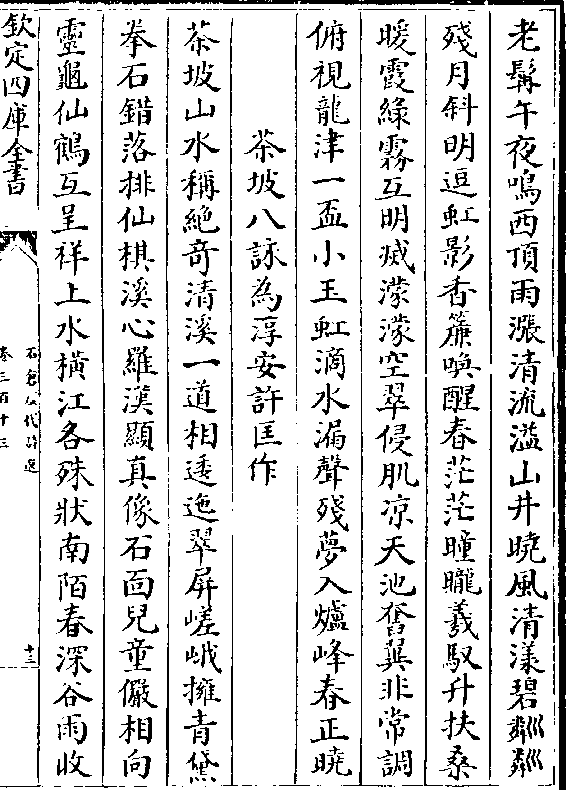 老髯午夜鳴西頂雨漲清流溢山井曉風清漾碧粼粼
殘月斜明逗虹影香簾喚醒春茫茫曈曨羲馭升扶桑
暖霞綠霧互明滅濛濛空翠侵肌凉天池奮翼非常調
俯視龍津一盃小玉虹滴水漏聲殘夢入爐峰春正曉
茶坡八詠為淳安許匡作
茶坡山水稱絶奇清溪一道相逶迤翠屏嵯峨擁青黛
拳石錯落排仙棋溪心羅漢顯真像石面兒童儼相向
靈龜仙鶴互呈祥上水橫江各殊狀南陌春深谷雨收
欽定四庫全書
石倉歷代詩選
卷三百十三
十三